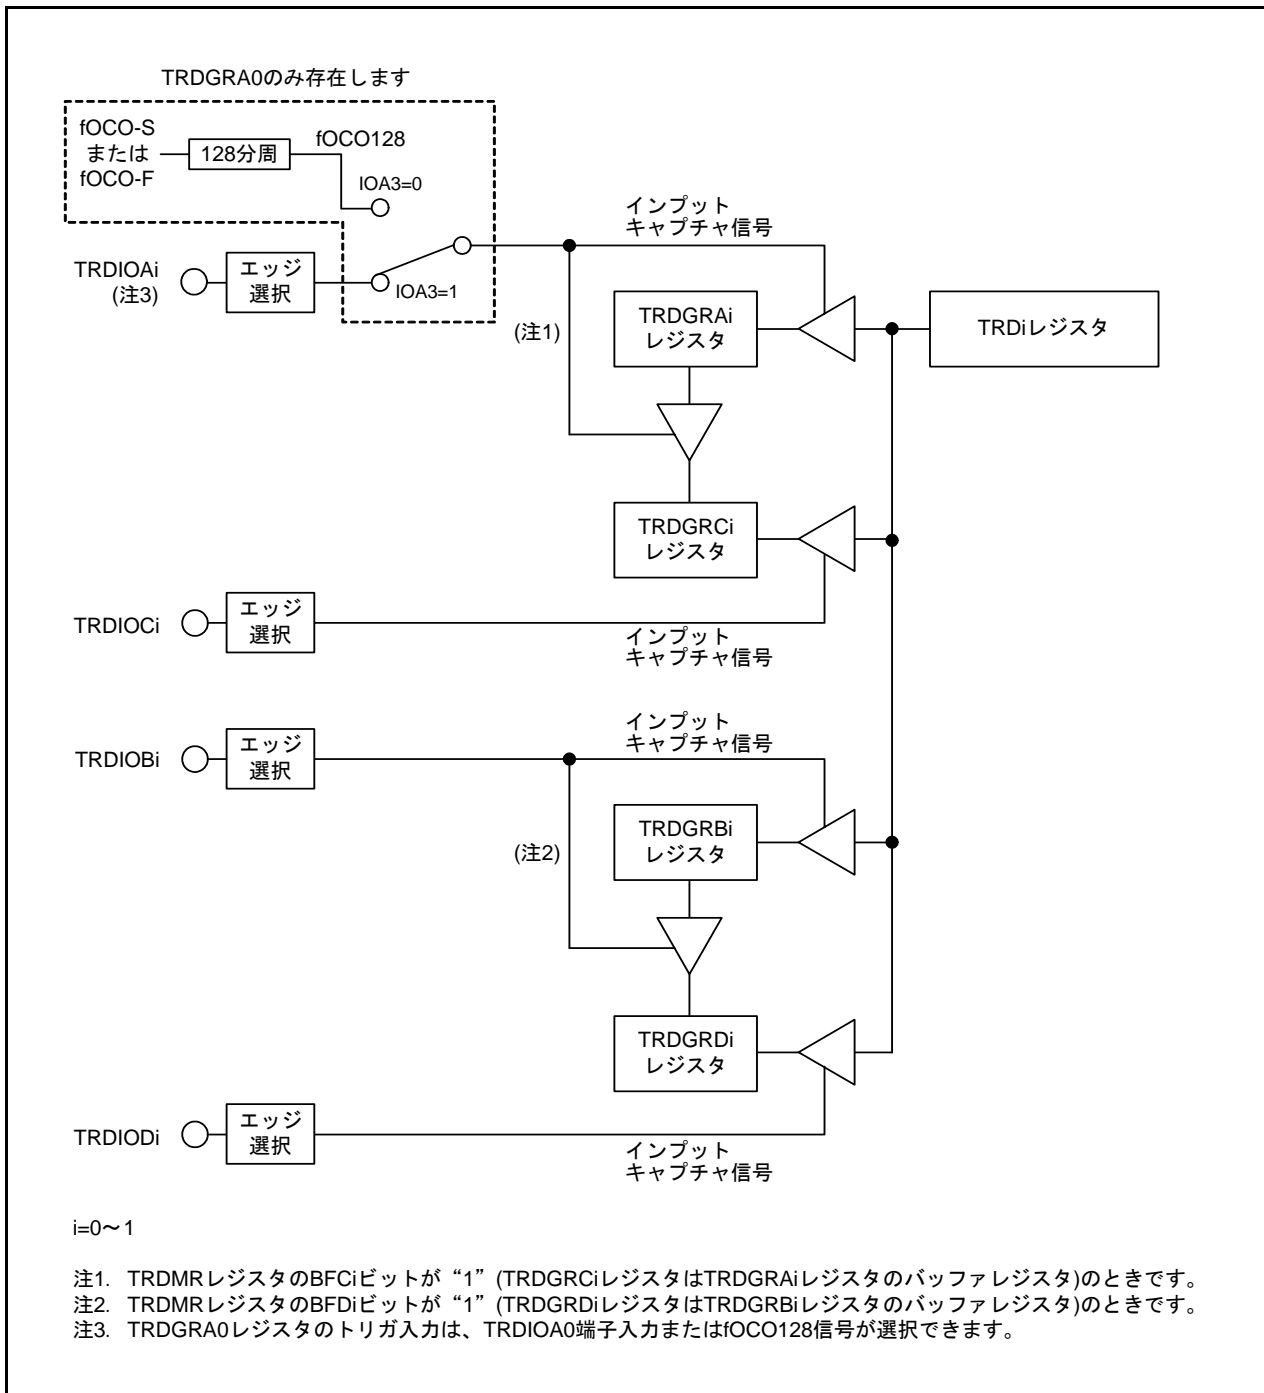 TRDGRA0のみ存在します
fOCO-S
または
fOCO-F
128分周
fOCO128
IOA3=0
TRDIOAi
(注3)
エッジ
選択
IOA3=1
インプット
キャプチャ信号
(注1)
TRDGRAi
レジスタ
TRDiレジスタ
TRDGRCi
レジスタ
TRDIOCi
エッジ
選択
インプット
キャプチャ信号
TRDIOBi
エッジ
選択
インプット
キャプチャ信号
(注2)
TRDGRBi
レジスタ
TRDGRDi
レジスタ
TRDIODi
エッジ
選択
インプット
キャプチャ信号
i=0～1
注1. TRDMRレジスタのBFCiビットが“1”(TRDGRCiレジスタはTRDGRAiレジスタのバッファレジスタ)のときです。
注2. TRDMRレジスタのBFDiビットが“1”(TRDGRDiレジスタはTRDGRBiレジスタのバッファレジスタ)のときです。
注3. TRDGRA0レジスタのトリガ入力は、TRDIOA0端子入力またはfOCO128信号が選択できます。